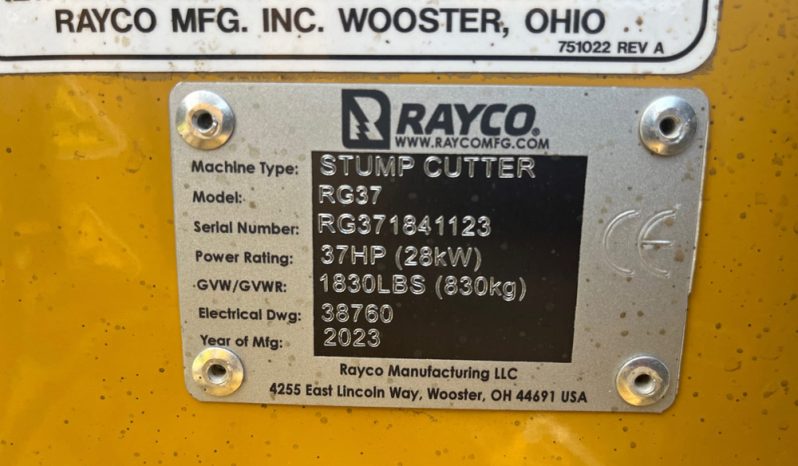 RAYCO MFG. INC. WOOSTER, OHIO
751022 REV A
RAYCO®
WWW.RAYCOMFG.COM
Machine Type: STUMP CUTTER
Model: RG37
Serial Number: RG371841123
Power Rating: 37HP (28kW)
GVW/GVWR: 1830LBS (830kg)
Electrical Dwg: 38760
Year of Mfg: 2023
CE
Rayco Manufacturing LLC
4255 East Lincoln Way, Wooster, OH 44691 USA